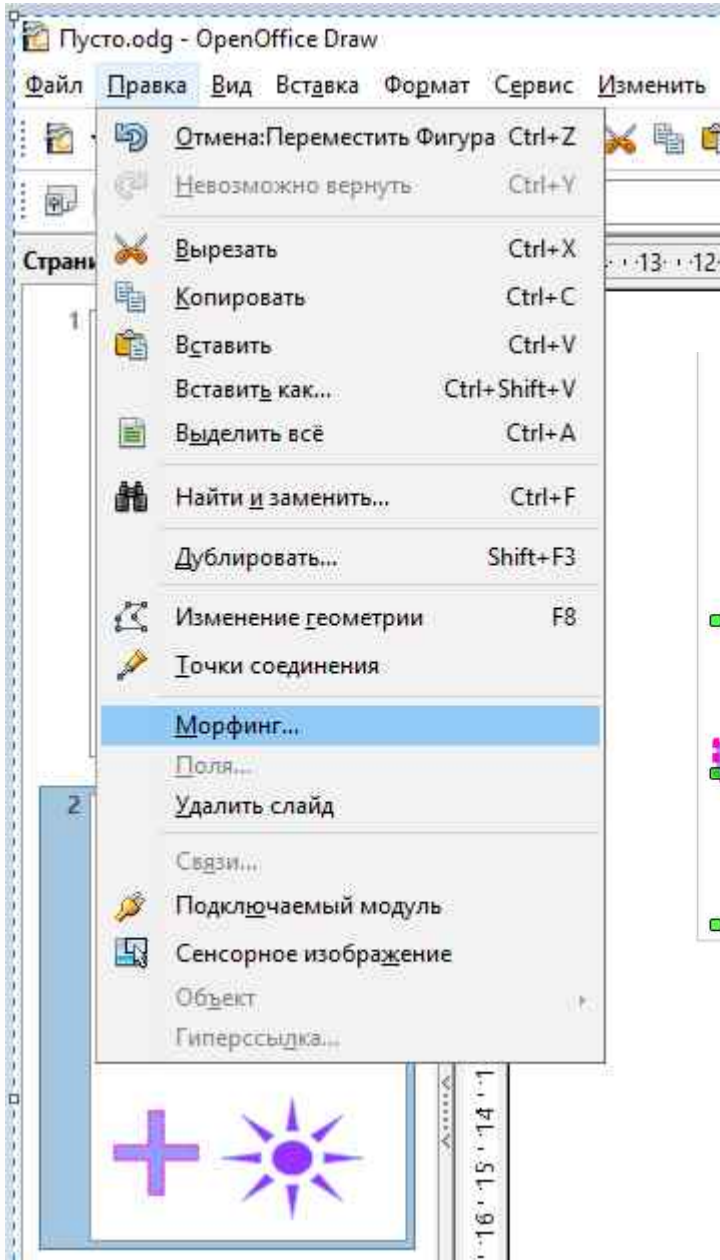 Пусто.odg - OpenOffice Draw
Файл Правка Вид Вставка Формат Сервис Изменить
Отмена:Переместить Фигура Ctrl+Z
Невозможно вернуть Ctrl+Y
Вырезать Ctrl+X
Страни
13 12
Копировать Ctrl+C
1
Вставить Ctrl+V
Вставить как... Ctrl+Shift+V
Выделить всё Ctrl+A
Найти и заменить... Ctrl+F
Дублировать... Shift+F3
Изменение геометрии F8
Точки соединения
Морфинг...
Поля...
2
Удалить слайд
Связи...
Подключаемый модуль
Сенсорное изображение
Объект
Гиперссылка...
16 15 14 1